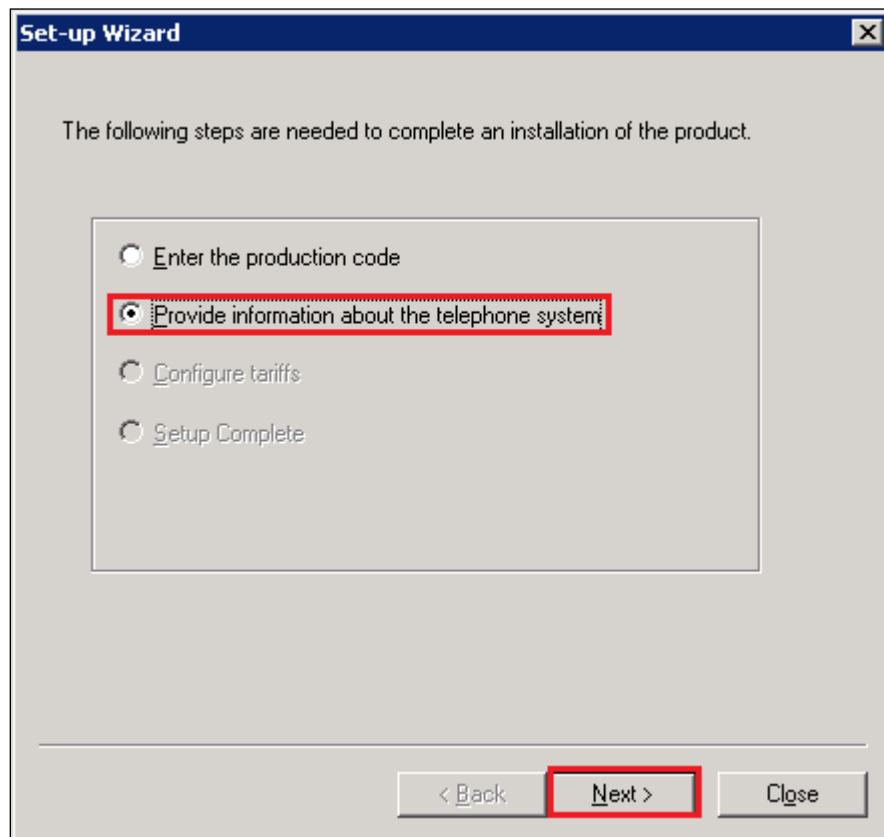 Set-up Wizard
The following steps are needed to complete an installation of the product.
Enter the production code
Provide information about the telephone system
Configure tariffs
Setup Complete
< Back Next > Close